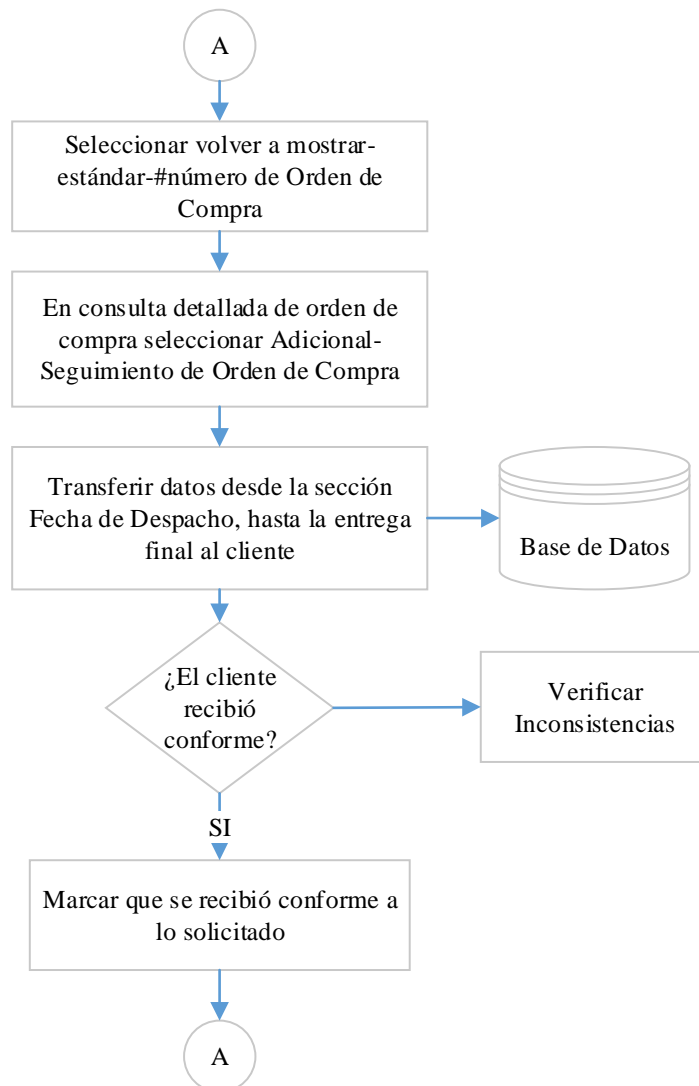 A
Seleccionar volver a mostrar-
estándar-#número de Orden de
Compra
En consulta detallada de orden de
compra seleccionar Adicional-
Seguimiento de Orden de Compra
Transferir datos desde la sección
Fecha de Despacho, hasta la entrega
final al cliente
Base de Datos
¿El cliente
recibió
conforme?
Verificar
Inconsistencias
SI
Marcar que se recibió conforme a
lo solicitado
A